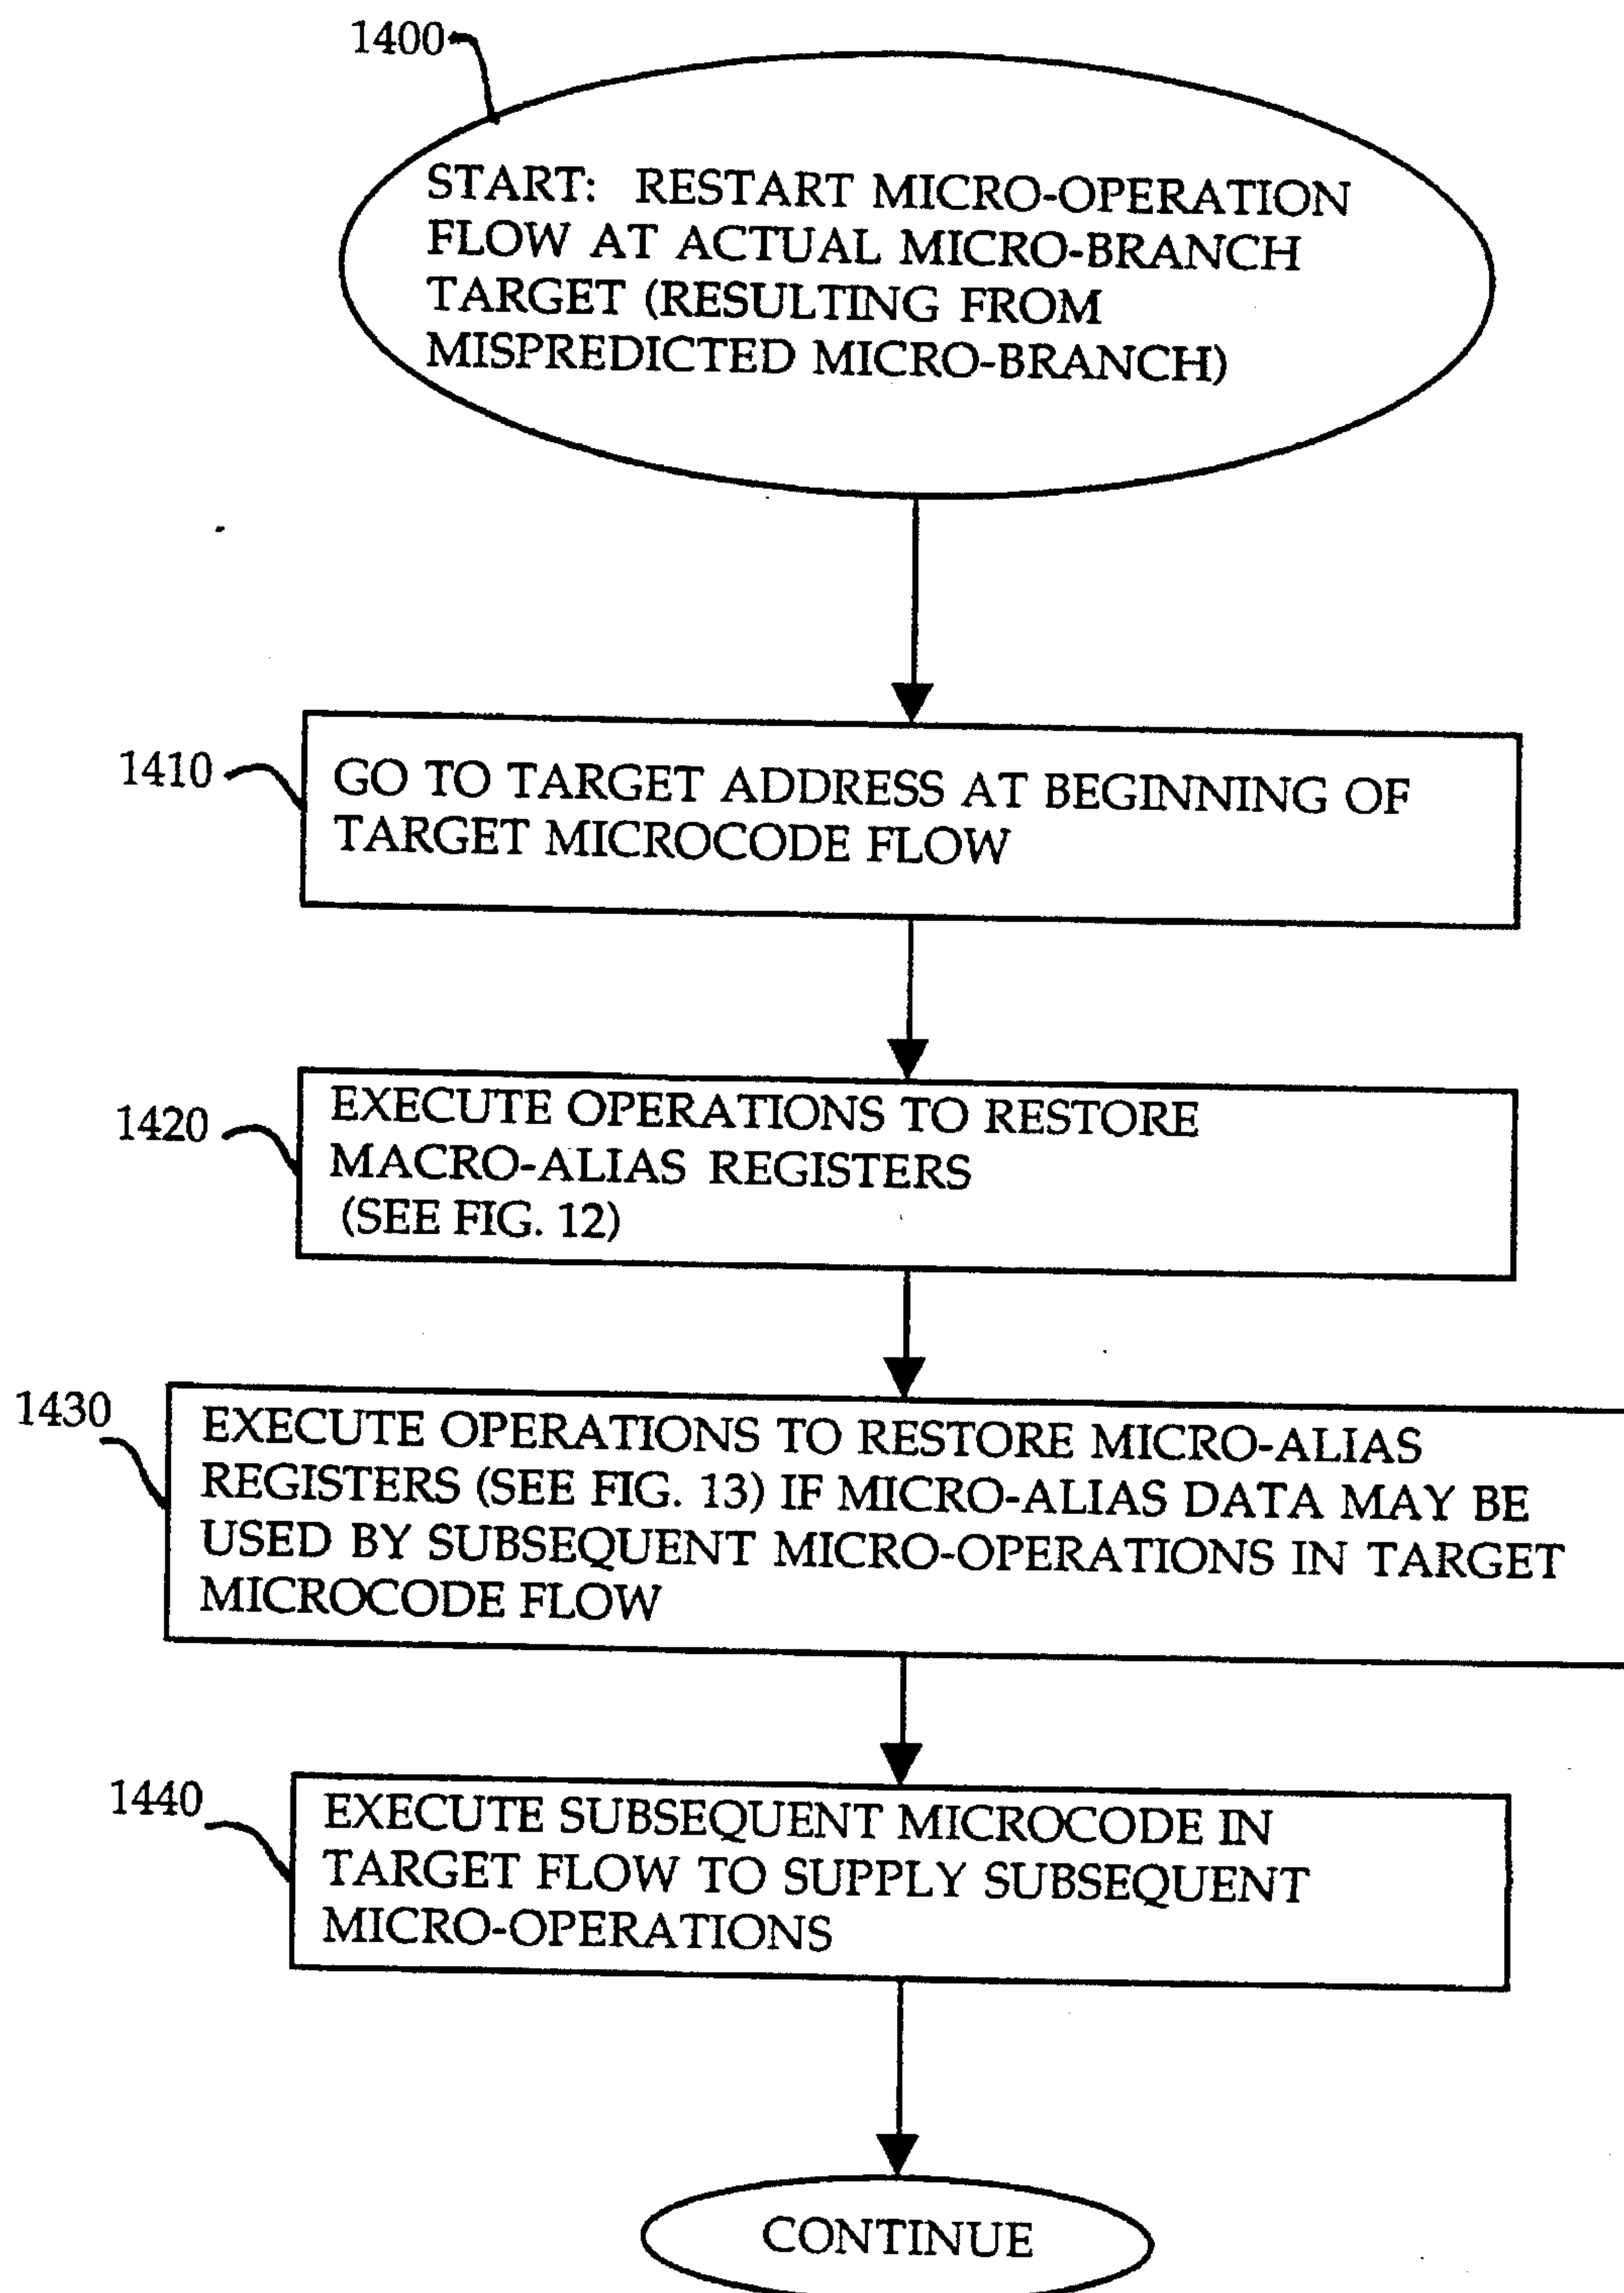 1400
START: RESTART MICRO-OPERATION
FLOW AT ACTUAL MICRO-BRANCH
TARGET (RESULTING FROM
MISPREDICTED MICRO-BRANCH)
1410
GO TO TARGET ADDRESS AT BEGINNING OF
TARGET MICROCODE FLOW
1420
EXECUTE OPERATIONS TO RESTORE
MACRO-ALIAS REGISTERS
(SEE FIG. 12)
1430
EXECUTE OPERATIONS TO RESTORE MICRO-ALIAS
REGISTERS (SEE FIG. 13) IF MICRO-ALIAS DATA MAY BE
USED BY SUBSEQUENT MICRO-OPERATIONS IN TARGET
MICROCODE FLOW
1440
EXECUTE SUBSEQUENT MICROCODE IN
TARGET FLOW TO SUPPLY SUBSEQUENT
MICRO-OPERATIONS
CONTINUE